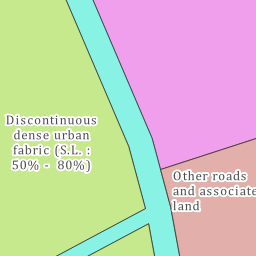 Discontinuous
dense urban
fabric (S.L. :
50% - 80%)
Other roads
and associate
land